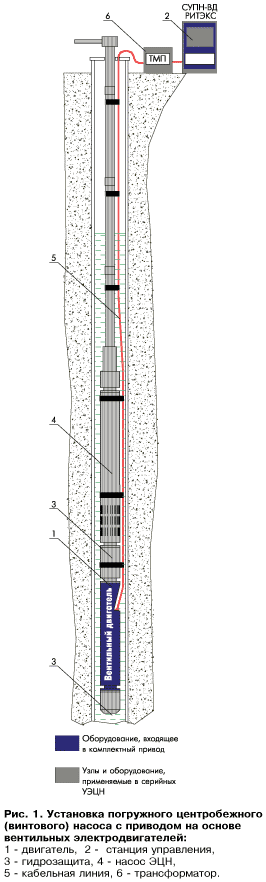 СУПН-ВД
РИТЭКС
6
2
ТМП
5
4
3
1
Вентильный двигатель
3
Оборудование, входящее
в комплектный привод
Узлы и оборудование,
применяемые в серийных
УЭЦН
Рис. 1. Установка погружного центробежного
(винтового) насоса с приводом на основе
вентильных электродвигателей:
1 - двигатель, 2 - станция управления,
3 - гидрозащита, 4 - насос ЭЦН,
5 - кабельная линия, 6 - трансформатор.